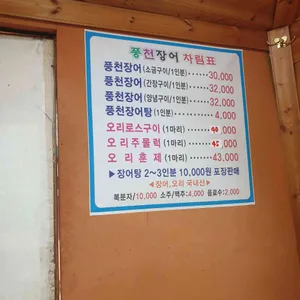 풍천장어 차림표
풍천장어 (소금구이/1인분)·······30,000
풍천장어 (간장구이/1인분)·······32,000
풍천장어 (양념구이/1인분)·······32,000
풍천장어탕 (1인분)·············4,000
오리로스구이 (1마리)·······
오리주물럭 (1마리)·······
오 리 훈 제 (1마리)·······43,000
▶장어탕 2~3인분 10,000원 포장판매
◁장어,오리 국내산▷
복분자/10,000 소주/맥주:4,000 음료수:2,000